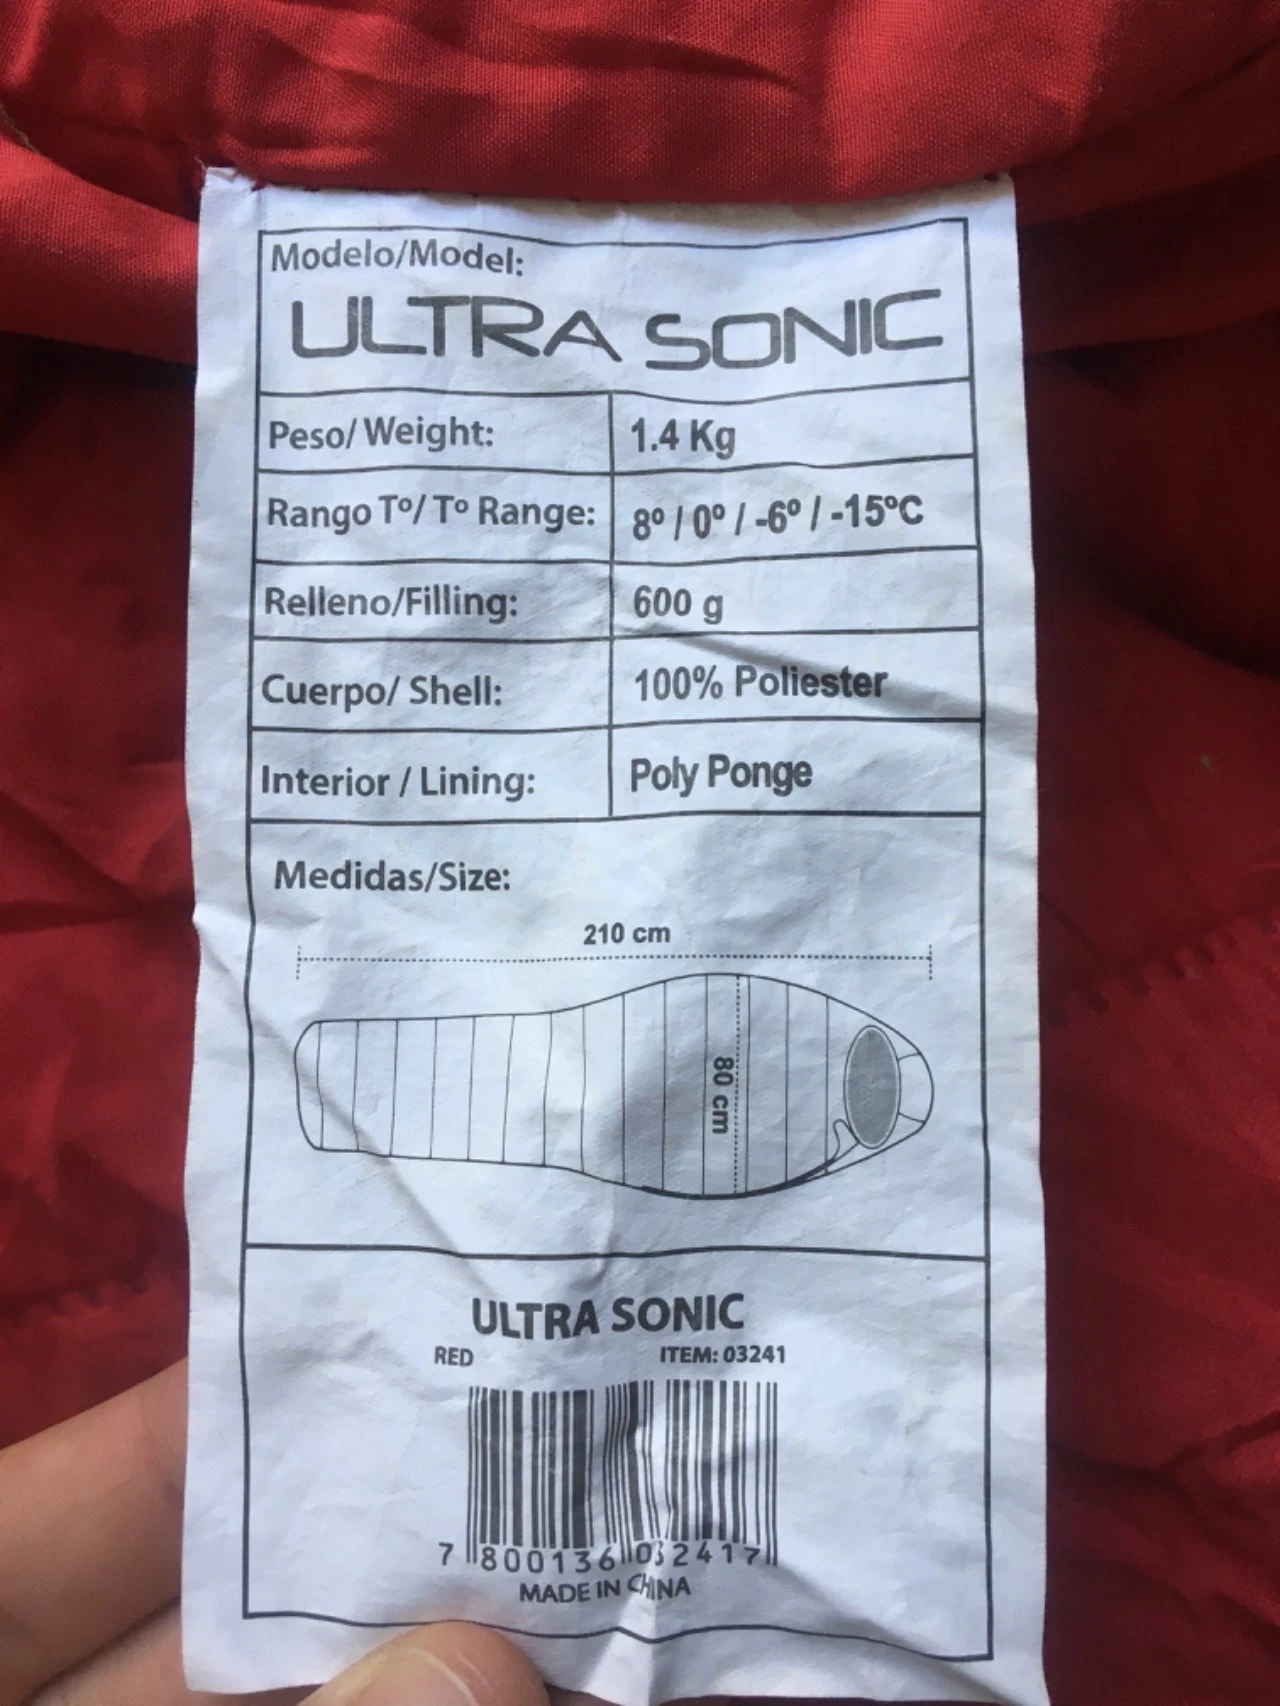 Modelo/Model:
ULTRA SONIC
Peso/ Weight: 1.4 Kg
Rango Tº/ Tº Range: 8º / 0º / -6º / -15ºC
Relleno/Filling: 600 g
Cuerpo/ Shell: 100% Poliester
Interior / Lining: Poly Ponge
Medidas/Size:
210 cm
80 cm
ULTRA SONIC
RED ITEM: 03241
7 800136 032417
MADE IN CHINA